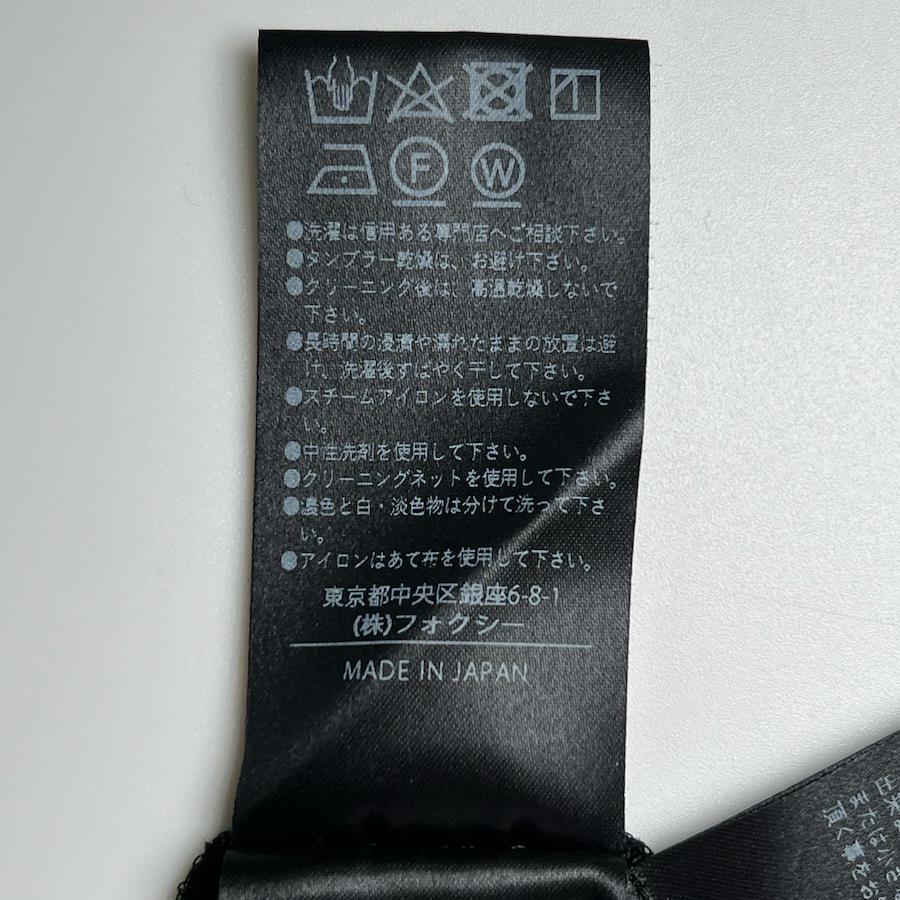 F W
●洗濯は信用ある専門店へご相談下さい。
●タンブラー乾燥は、お避け下さい。
●クリーニング後は、高温乾燥しないで
下さい。
●長時間の浸漬や濡れたままの放置は避
け、洗濯後すばやく干して下さい。
●スチームアイロンを使用しないで下さ
い。
●中性洗剤を使用して下さい。
●クリーニングネットを使用して下さい。
●濃色と白・淡色物は分けて洗って下さ
い。
●アイロンはあて布を使用して下さい。
東京都中央区銀座6-8-1
(株)フォクシー
MADE IN JAPAN